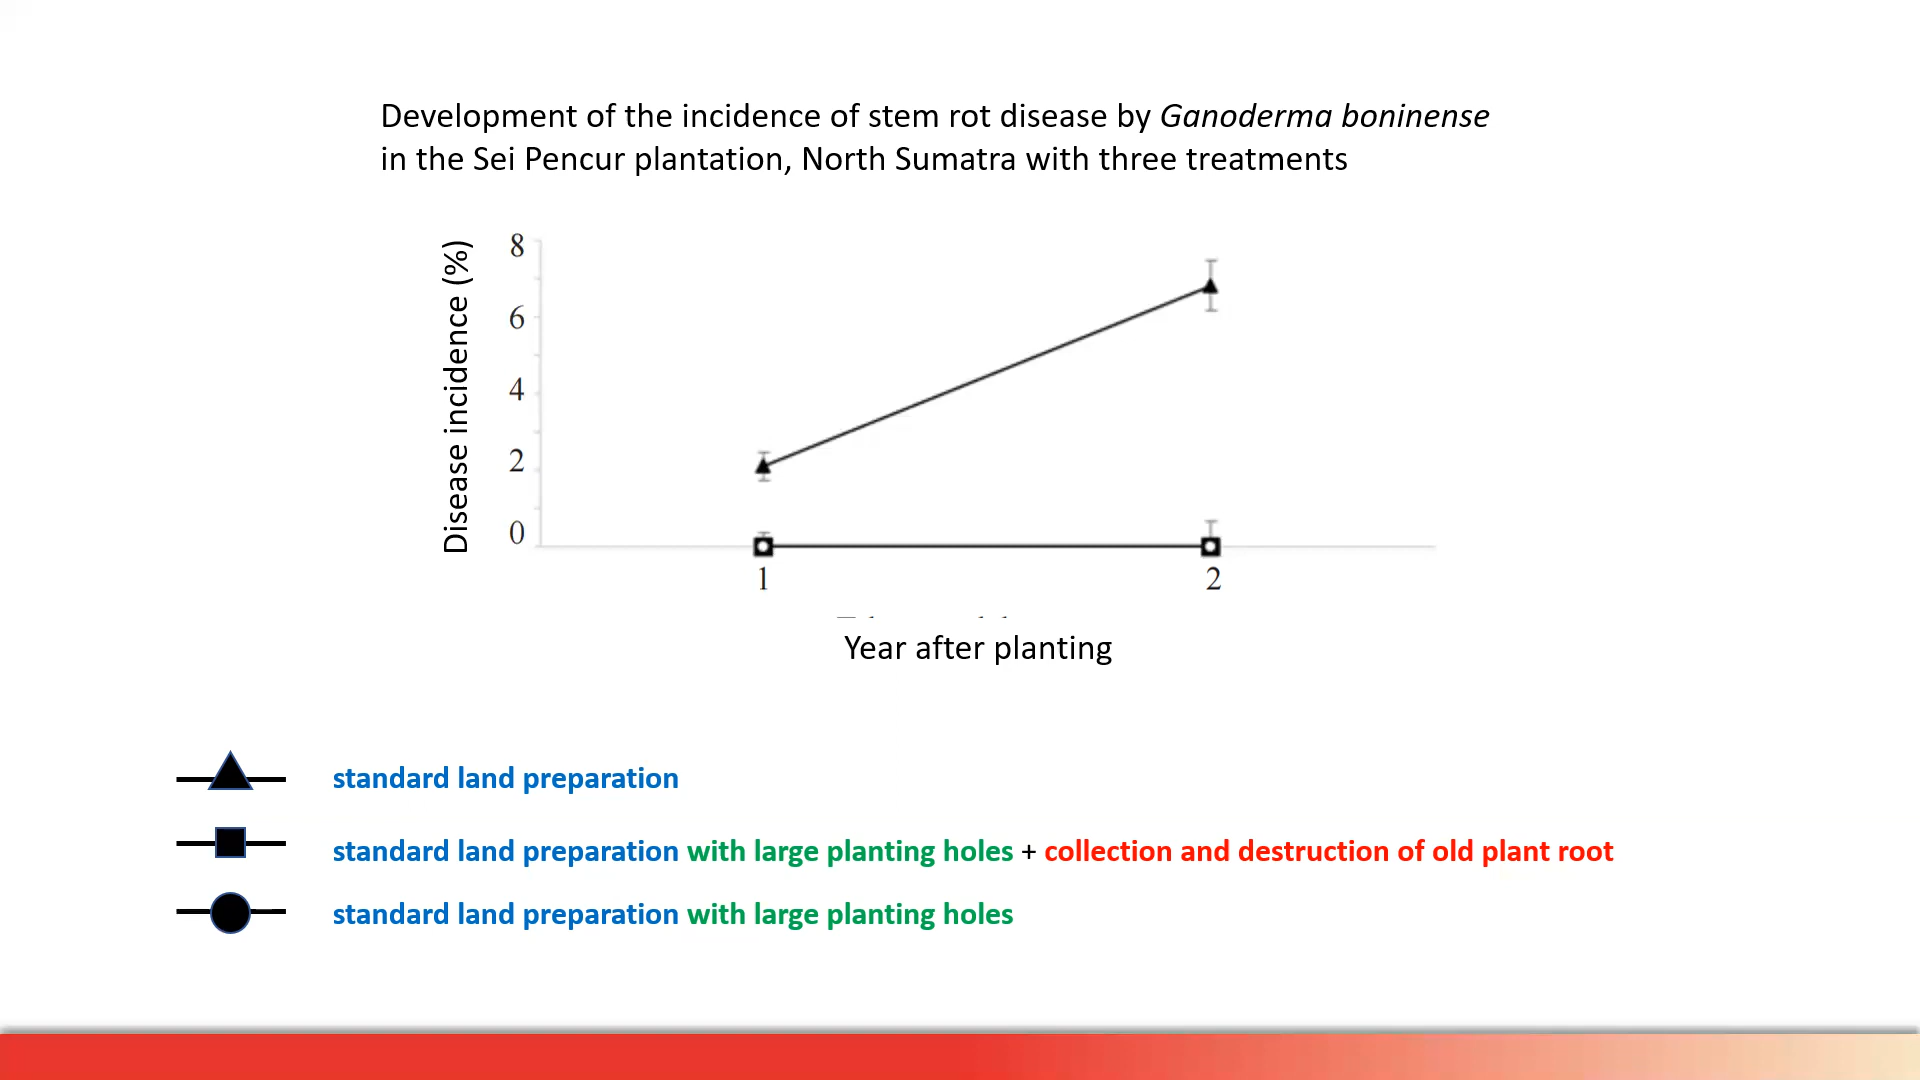 Development of the incidence of stem rot disease by Ganoderma boninense
in the Sei Pencur plantation, North Sumatra with three treatments
Disease incidence (%)
8
6
4
2
0
1 2
Year after planting
standard land preparation
standard land preparation with large planting holes + collection and destruction of old plant root
standard land preparation with large planting holes